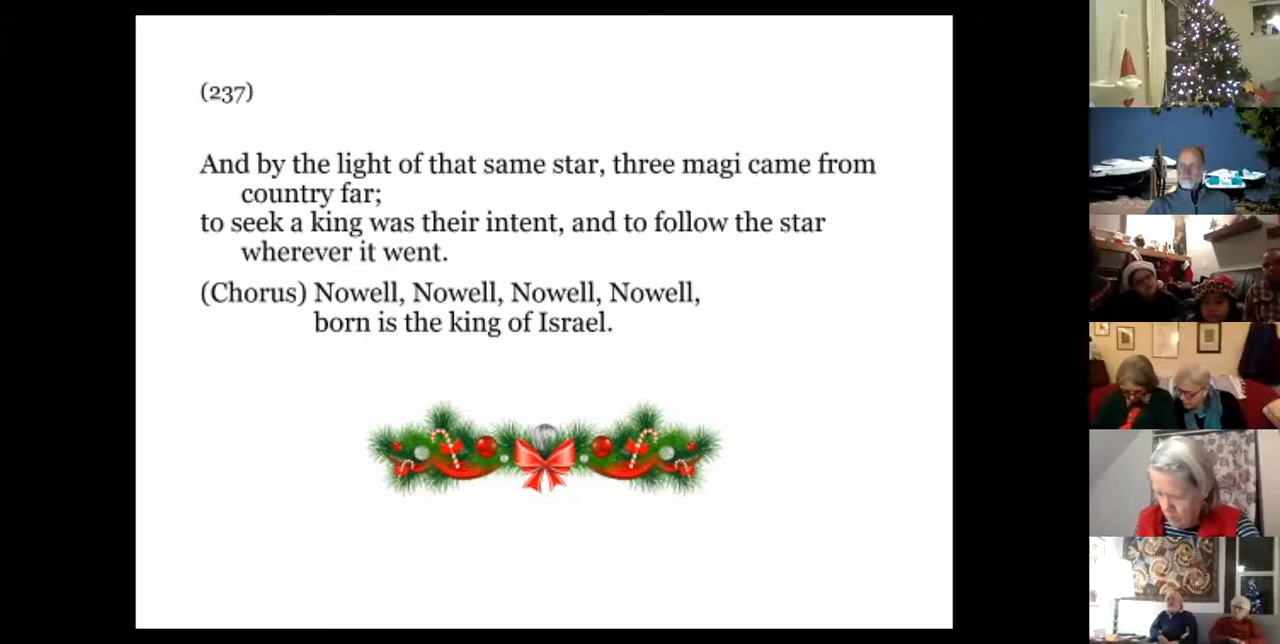 (237)
And by the light of that same star, three magi came from
country far;
to seek a king was their intent, and to follow the star
wherever it went.
(Chorus) Nowell, Nowell, Nowell, Nowell,
born is the king of Israel.